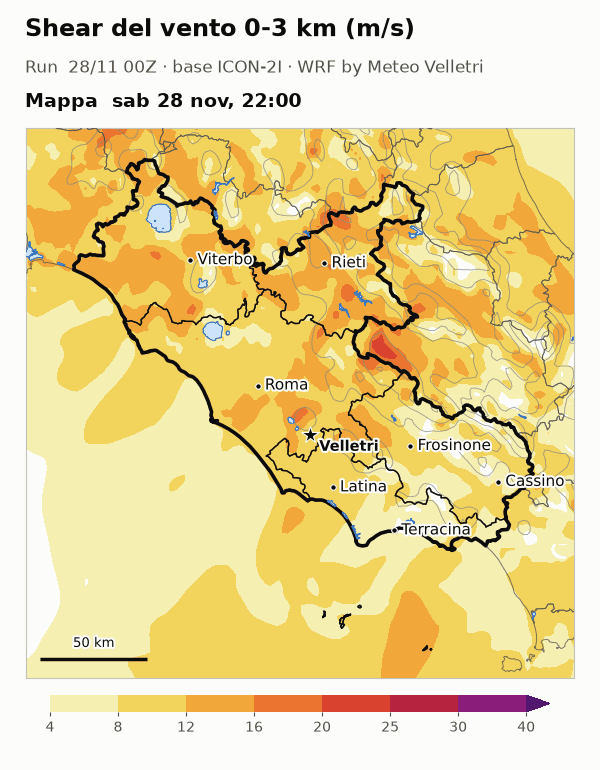 Shear del vento 0-3 km (m/s)
Run  28/11 00Z · base ICON-2I · WRF by Meteo Velletri
Mappa  sab 28 nov, 22:00
Viterbo
Rieti
Roma
Velletri
Frosinone
Latina
Cassino
Terracina
50 km
4 8 12 16 20 25 30 40